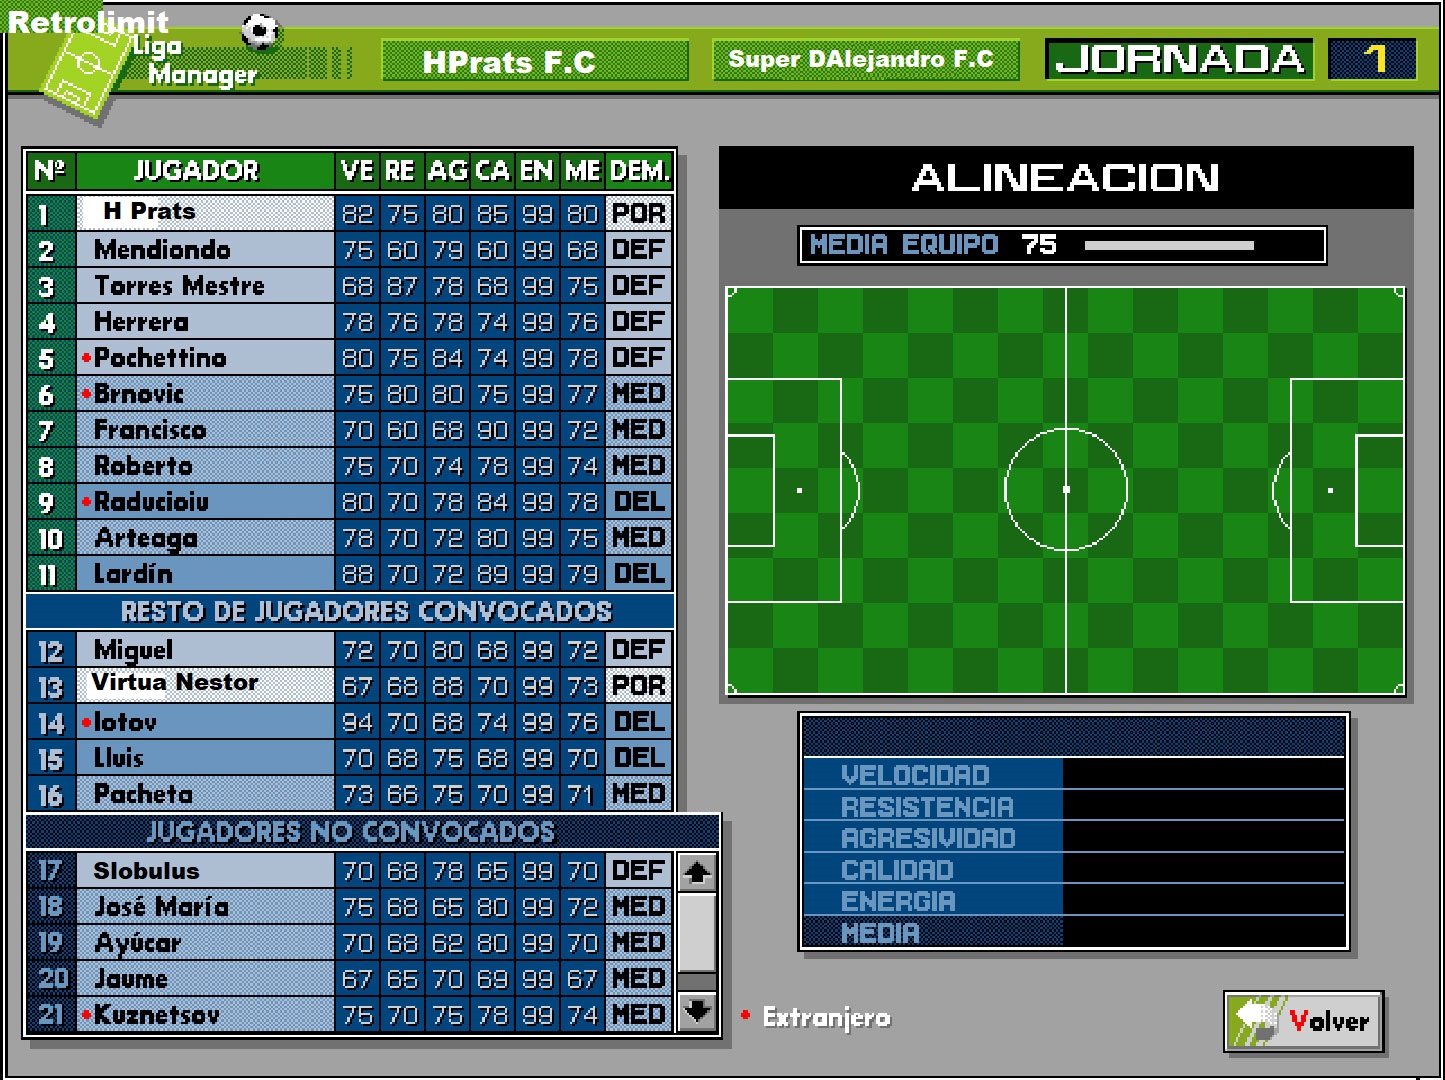 Retrolimit
Liga
Manager
HPrats F.C
Super DAlejandro F.C
JORNADA 1
Nº JUGADOR VE RE AG CA EN ME DEM.
1 H Prats 82 75 80 85 99 80 POR
2 Mendiondo 75 60 79 60 99 68 DEF
3 Torres Mestre 68 87 78 68 99 75 DEF
4 Herrera 78 76 78 74 99 76 DEF
5 Pochettino 80 75 84 74 99 78 DEF
6 Brnovic 75 80 80 75 99 77 MED
7 Francisco 70 60 68 90 99 72 MED
8 Roberto 75 70 74 78 99 74 MED
9 Raducioiu 80 70 78 84 99 78 DEL
10 Arteaga 78 70 72 80 99 75 MED
11 Lardín 88 70 72 89 99 79 DEL
RESTO DE JUGADORES CONVOCADOS
12 Miguel 72 70 80 68 99 72 DEF
13 Virtua Nestor 67 68 88 70 99 73 POR
14 Iotov 94 70 68 74 99 76 DEL
15 Lluis 70 68 75 68 99 70 DEL
16 Pacheta 73 66 75 70 99 71 MED
JUGADORES NO CONVOCADOS
17 Slobulus 70 68 78 65 99 70 DEF
18 José María 75 68 65 80 99 72 MED
19 Ayúcar 70 68 62 80 99 70 MED
20 Jaume 67 65 70 69 99 67 MED
21 Kuznetsov 75 70 75 78 99 74 MED
ALINEACION
MEDIA EQUIPO 75
VELOCIDAD
RESISTENCIA
AGRESIVIDAD
CALIDAD
ENERGIA
MEDIA
Extranjero
Volver